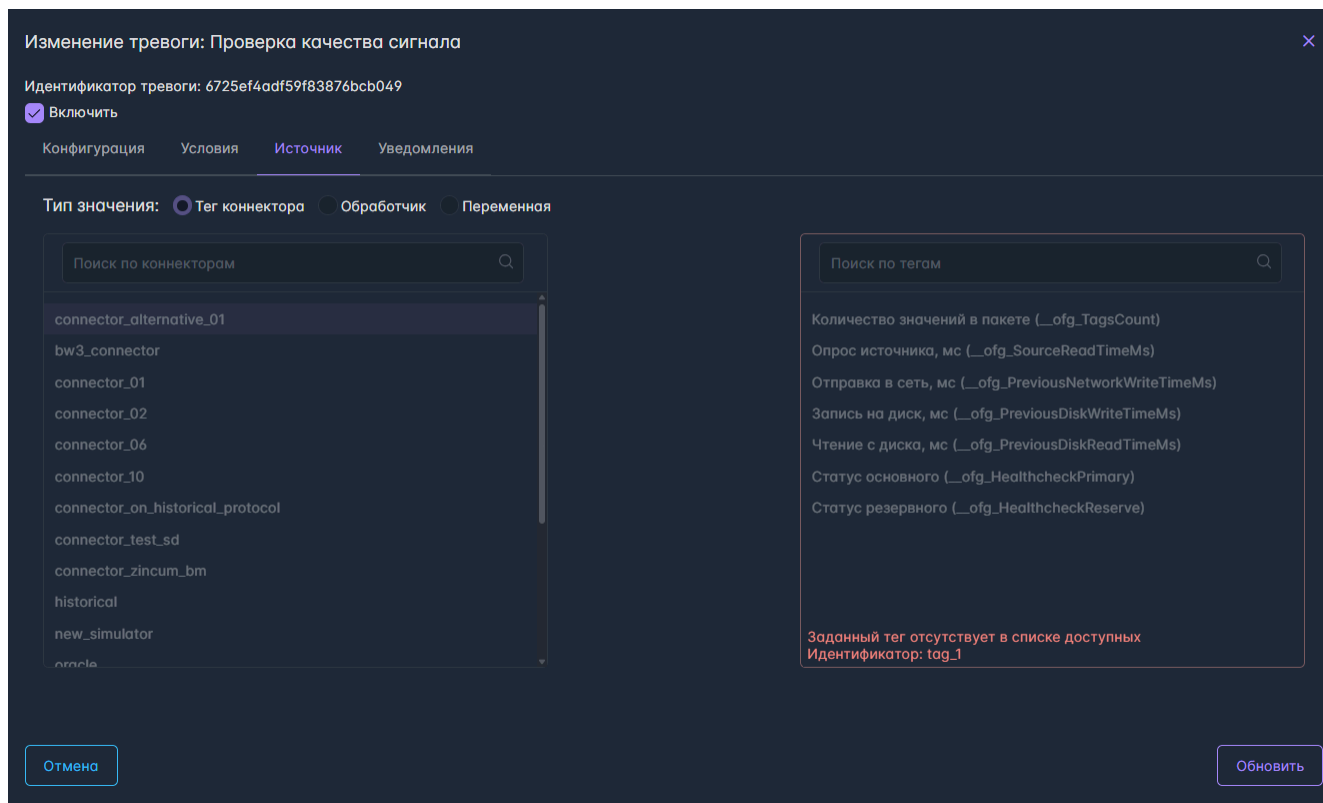 Изменение тревоги: Проверка качества сигнала
Идентификатор тревоги: 6725ef4adf59f83876bcb049
Включить
Конфигурация Условия Источник Уведомления
Тип значения: Тег коннектора Обработчик Переменная
Поиск по коннекторам
connector_alternative_01
bw3_connector
connector_01
connector_02
connector_06
connector_10
connector_on_historical_protocol
connector_test_sd
connector_zincum_bm
historical
new_simulator
oracle
Поиск по тегам
Количество значений в пакете (__ofg_TagsCount)
Опрос источника, мс (__ofg_SourceReadTimeMs)
Отправка в сеть, мс (__ofg_PreviousNetworkWriteTimeMs)
Запись на диск, мс (__ofg_PreviousDiskWriteTimeMs)
Чтение с диска, мс (__ofg_PreviousDiskReadTimeMs)
Статус основного (__ofg_HealthcheckPrimary)
Статус резервного (__ofg_HealthcheckReserve)
Заданный тег отсутствует в списке доступных
Идентификатор: tag_1
Отмена
Обновить